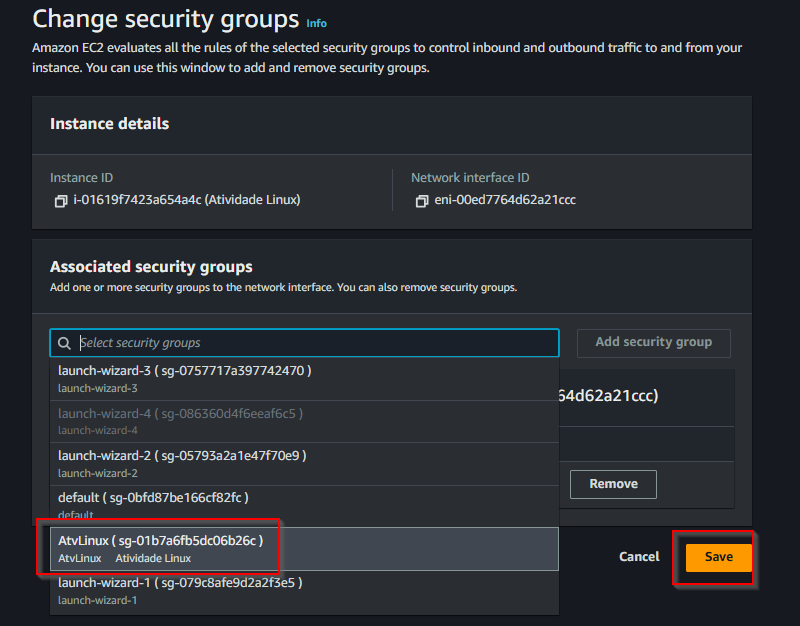 Change security groups Info
Amazon EC2 evaluates all the rules of the selected security groups to control inbound and outbound traffic to and from your
instance. You can use this window to add and remove security groups.
Instance details
Instance ID
i-01619f7423a654a4c (Atividade Linux)
Network interface ID
eni-00ed7764d62a21ccc
Associated security groups
Add one or more security groups to the network interface. You can also remove security groups.
Select security groups
Add security group
launch-wizard-3 ( sg-0757717a397742470 )
launch-wizard-3
64d62a21ccc)
launch-wizard-4 ( sg-086360d4f6eeaf6c5 )
launch-wizard-4
launch-wizard-2 ( sg-05793a2a1e47f70e9 )
launch-wizard-2
Remove
default ( sg-0bfd87be166cf82fc )
default
AtvLinux ( sg-01b7a6fb5dc06b26c )
AtvLinux Atividade Linux
Cancel
Save
launch-wizard-1 ( sg-079c8afe9d2a2f3e5 )
launch-wizard-1